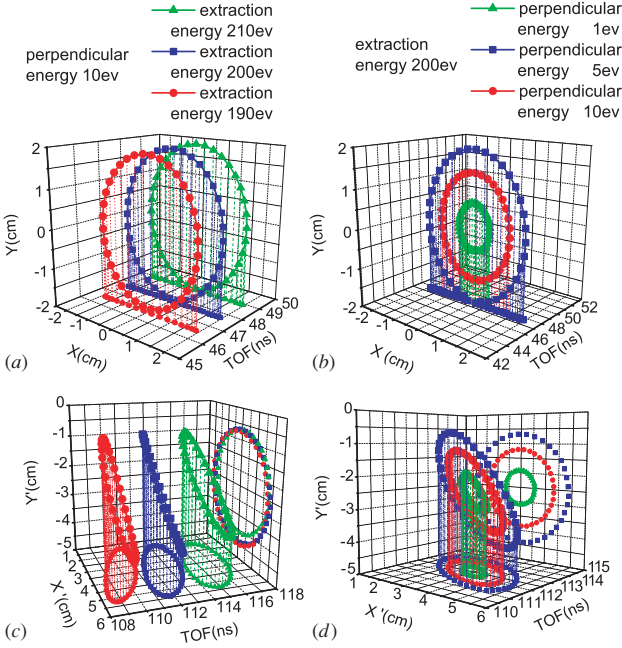 extraction
energy 210ev
perpendicular
energy 10ev
extraction
energy 200ev
extraction
energy 190ev
perpendicular
energy 1ev
extraction
energy 200ev
perpendicular
energy 5ev
perpendicular
energy 10ev
2
1
0
-1
-2
Y(cm)
-2
-1
0
1
2
X(cm)
45
46
47
48
49
50
TOF(ns)
(a)
2
1
0
-1
-2
Y(cm)
-2
-1
0
1
2
X (cm)
42
44
46
48
50
52
TOF(ns)
(b)
0
-1
-2
-3
-4
-5
Y'(cm)
1
2
3
4
5
6
X '(cm)
108
110
112
114
116
118
TOF(ns)
(c)
0
-1
-2
-3
-4
-5
Y'(cm)
1
2
3
4
5
6
X '(cm)
110
111
112
113
114
115
TOF(ns)
(d)